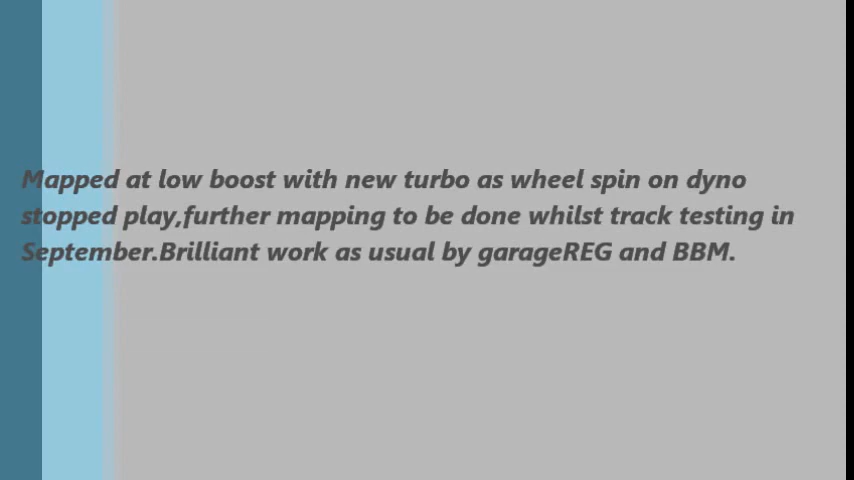 Mapped at low boost with new turbo as wheel spin on dyno
stopped play,further mapping to be done whilst track testing in
September.Brilliant work as usual by garageREG and BBM.